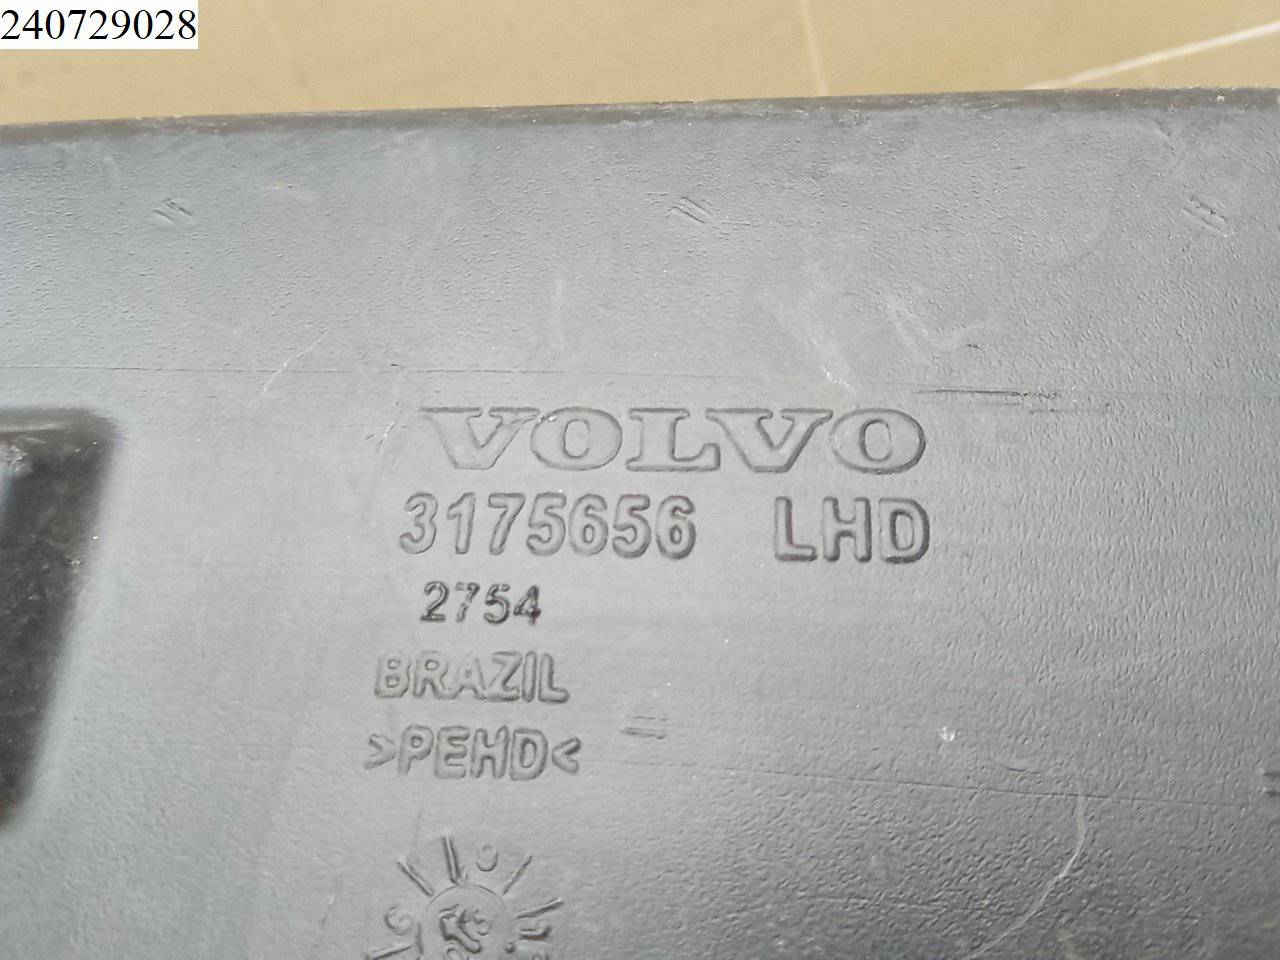 240729028
VOLVO
3175656 LHD
2754
BRAZIL
>PEHD<